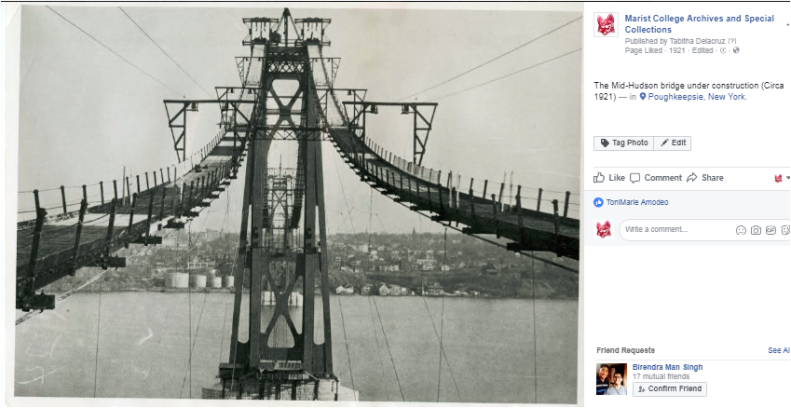 Marist College Archives and Special
Collections
Published by Tabitha Delacruz [?]
Page Liked · 1921 · Edited ·
The Mid-Hudson bridge under construction (Circa
1921) — in Poughkeepsie, New York.
Tag Photo Edit
Like Comment Share
ToniMarie Amodeo
Write a comment...
GIF
Friend Requests See Al
Birendra Man Singh
17 mutual friends
Confirm Friend